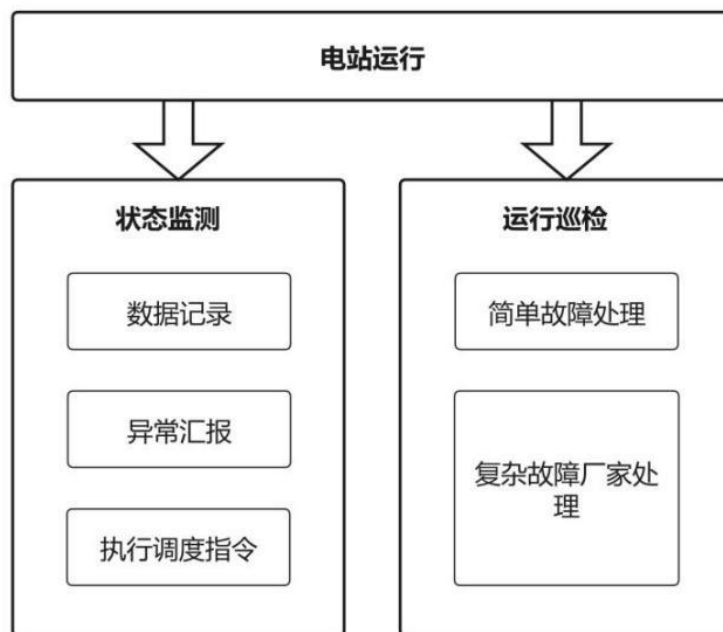 电站运行
状态监测
数据记录
异常汇报
执行调度指令
运行巡检
简单故障处理
复杂故障厂家处
理